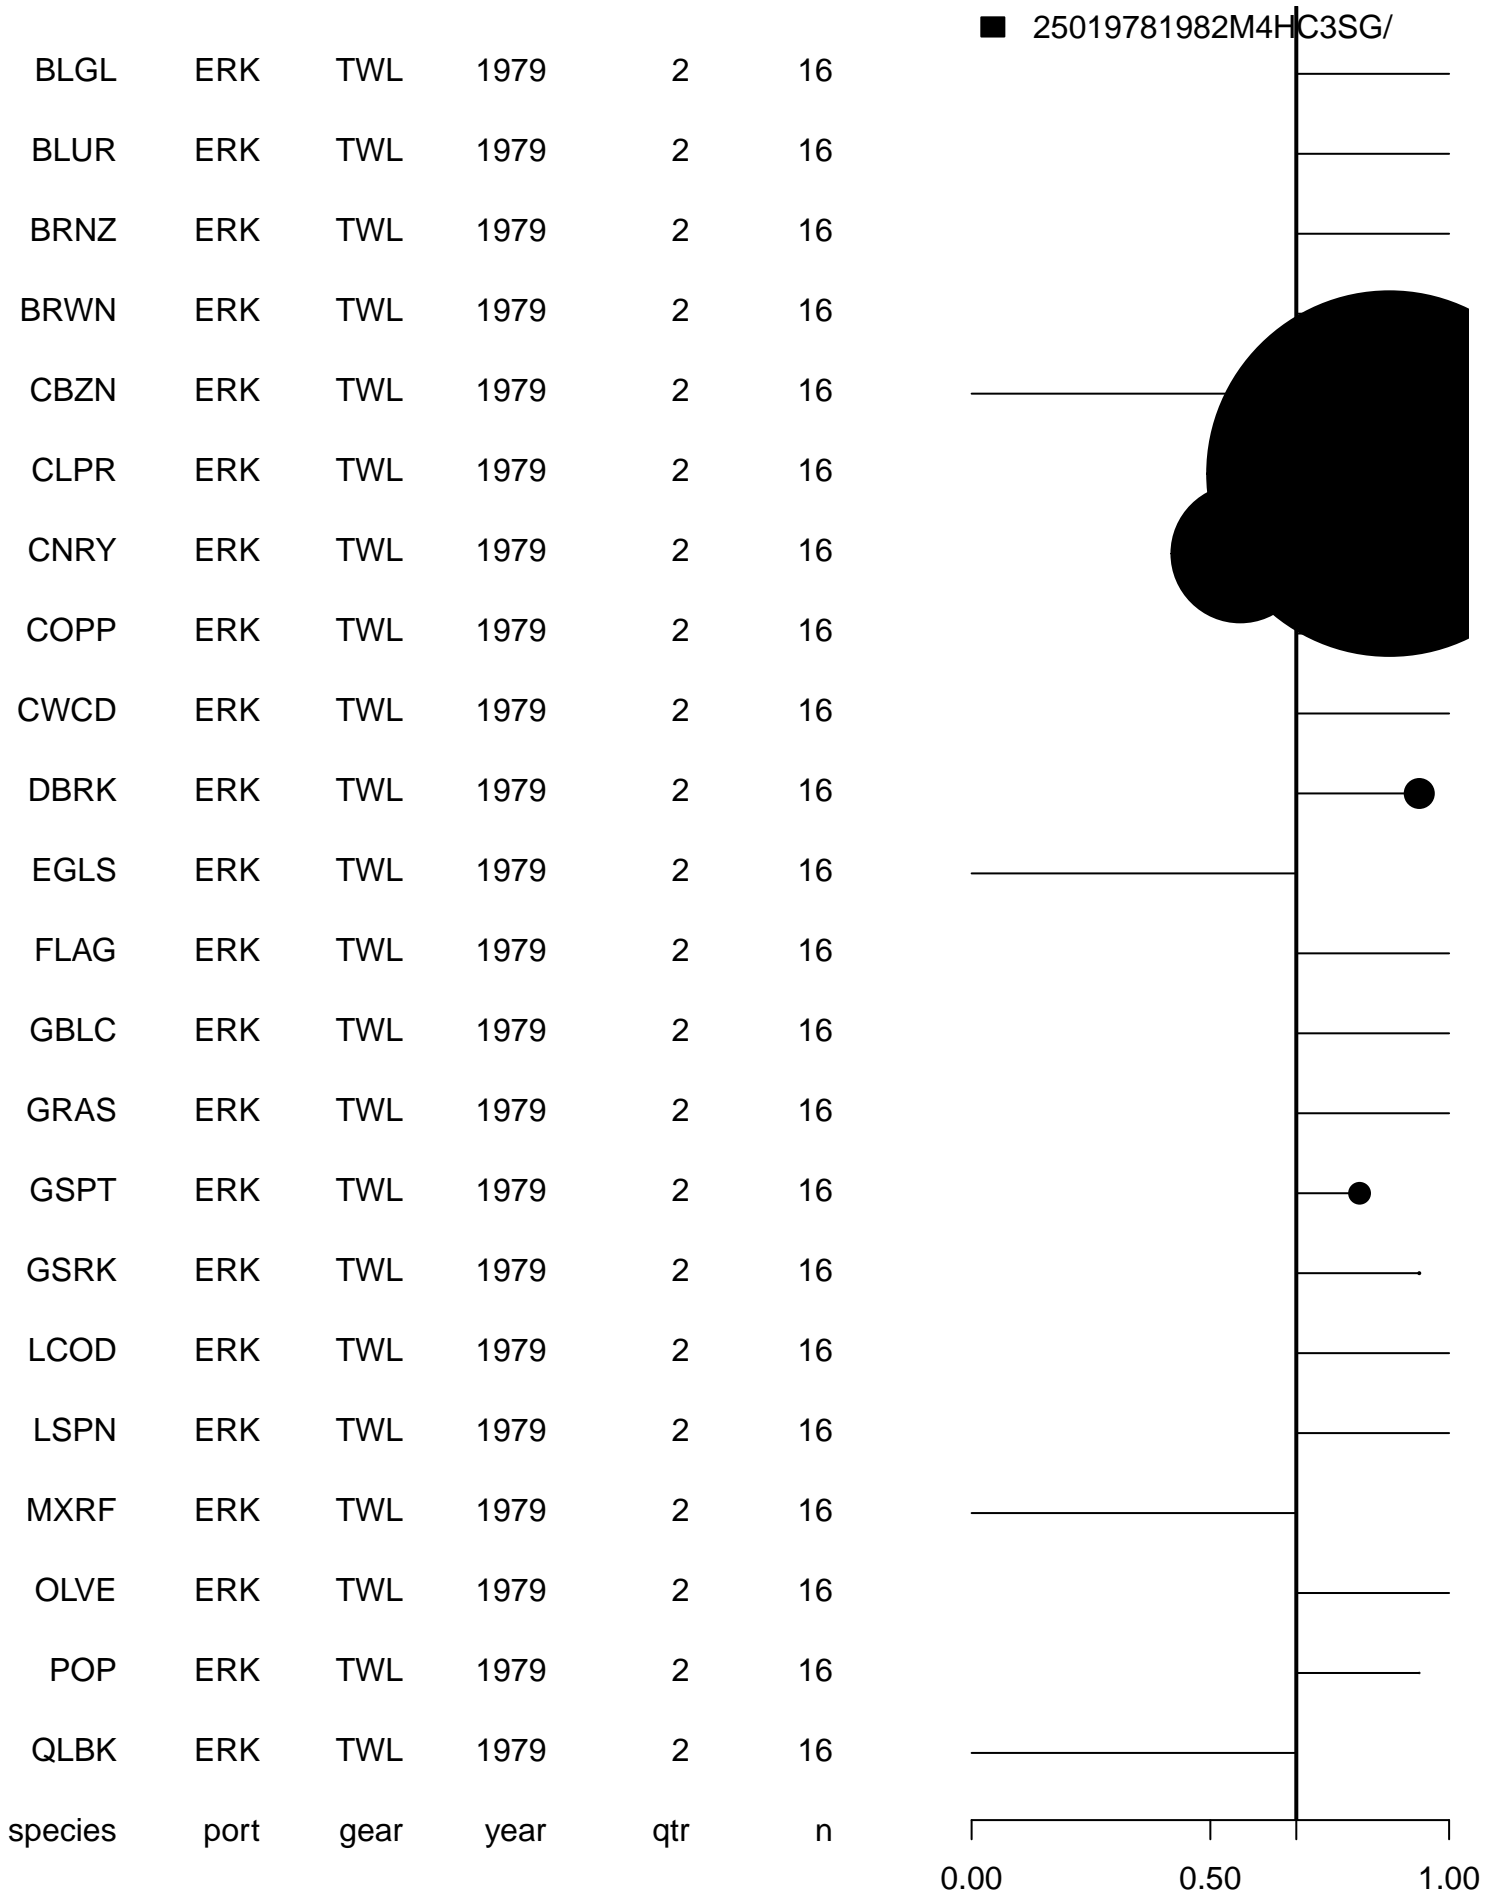 25019781982M4HC3SG/
BLGL ERK TWL 1979 2 16
BLUR ERK TWL 1979 2 16
BRNZ ERK TWL 1979 2 16
BRWN ERK TWL 1979 2 16
CBZN ERK TWL 1979 2 16
CLPR ERK TWL 1979 2 16
CNRY ERK TWL 1979 2 16
COPP ERK TWL 1979 2 16
CWCD ERK TWL 1979 2 16
DBRK ERK TWL 1979 2 16
EGLS ERK TWL 1979 2 16
FLAG ERK TWL 1979 2 16
GBLC ERK TWL 1979 2 16
GRAS ERK TWL 1979 2 16
GSPT ERK TWL 1979 2 16
GSRK ERK TWL 1979 2 16
LCOD ERK TWL 1979 2 16
LSPN ERK TWL 1979 2 16
MXRF ERK TWL 1979 2 16
OLVE ERK TWL 1979 2 16
POP ERK TWL 1979 2 16
QLBK ERK TWL 1979 2 16
species port gear year qtr n
0.00 0.50 1.00